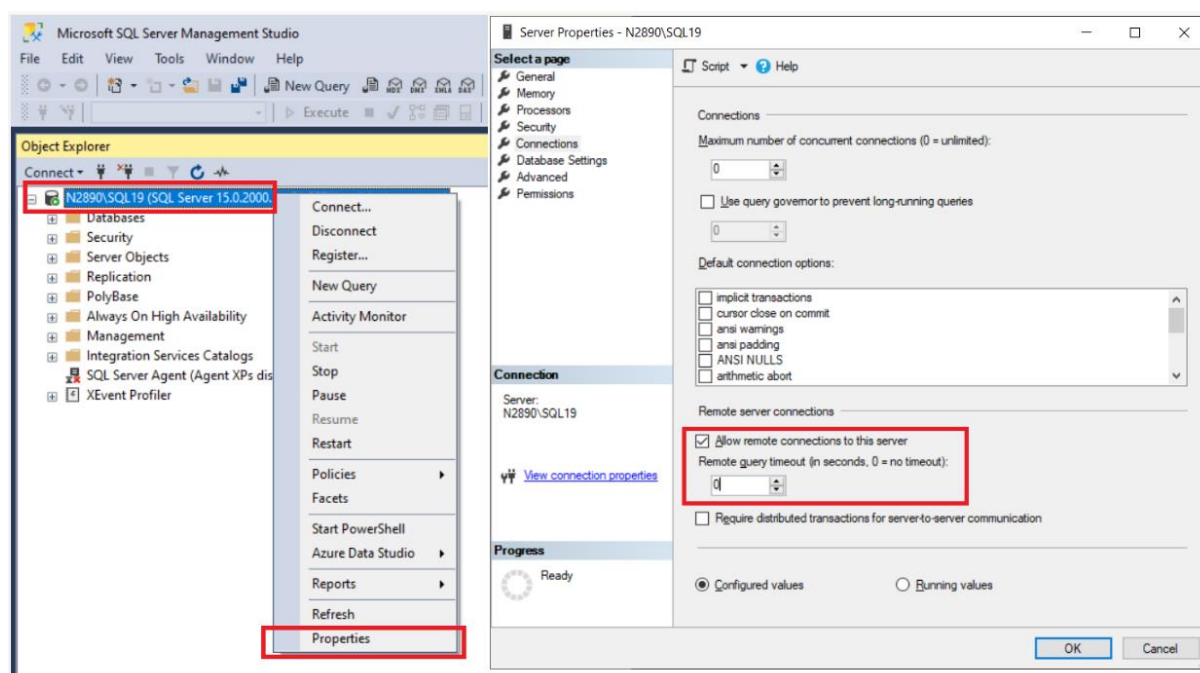 Microsoft SQL Server Management Studio
File Edit View Tools Window Help
New Query
Execute
Object Explorer
Connect
N2890\SQL19 (SQL Server 15.0.2000.
Databases
Security
Server Objects
Replication
PolyBase
Always On High Availability
Management
Integration Services Catalogs
SQL Server Agent (Agent XPs dis
XEvent Profiler
Connect...
Disconnect
Register...
New Query
Activity Monitor
Start
Stop
Pause
Resume
Restart
Policies
Facets
Start PowerShell
Azure Data Studio
Reports
Refresh
Properties
Server Properties - N2890\SQL19
Select a page
General
Memory
Processors
Security
Connections
Database Settings
Advanced
Permissions
Connection
Server:
N2890\SQL19
View connection properties
Progress
Ready
Script Help
Connections
Maximum number of concurrent connections (0 = unlimited):
0
Use query governor to prevent long-running queries
0
Default connection options:
implicit transactions
cursor close on commit
ansi warnings
ansi padding
ANSI NULLS
arithmetic abort
Remote server connections
Allow remote connections to this server
Remote query timeout (in seconds, 0 = no timeout):
0
Require distributed transactions for server-to-server communication
Configured values Running values
OK Cancel